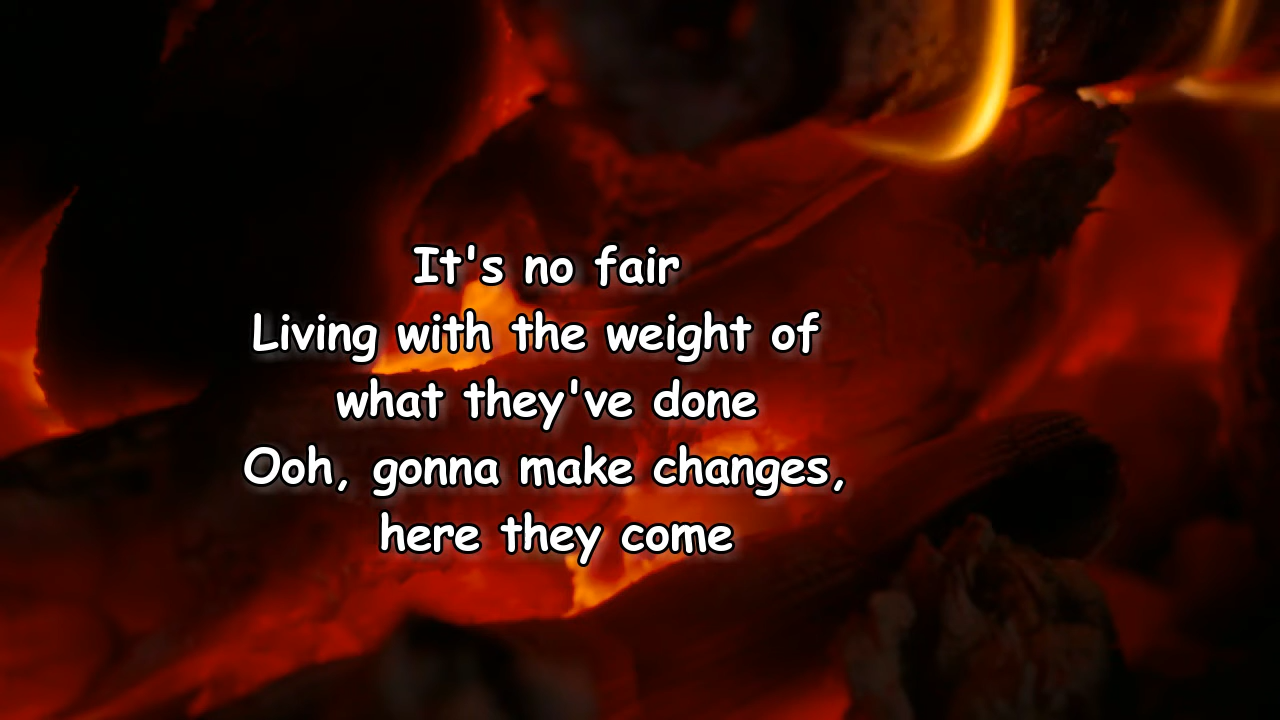 It's no fair
Living with the weight of
what they've done
Ooh, gonna make changes,
here they come